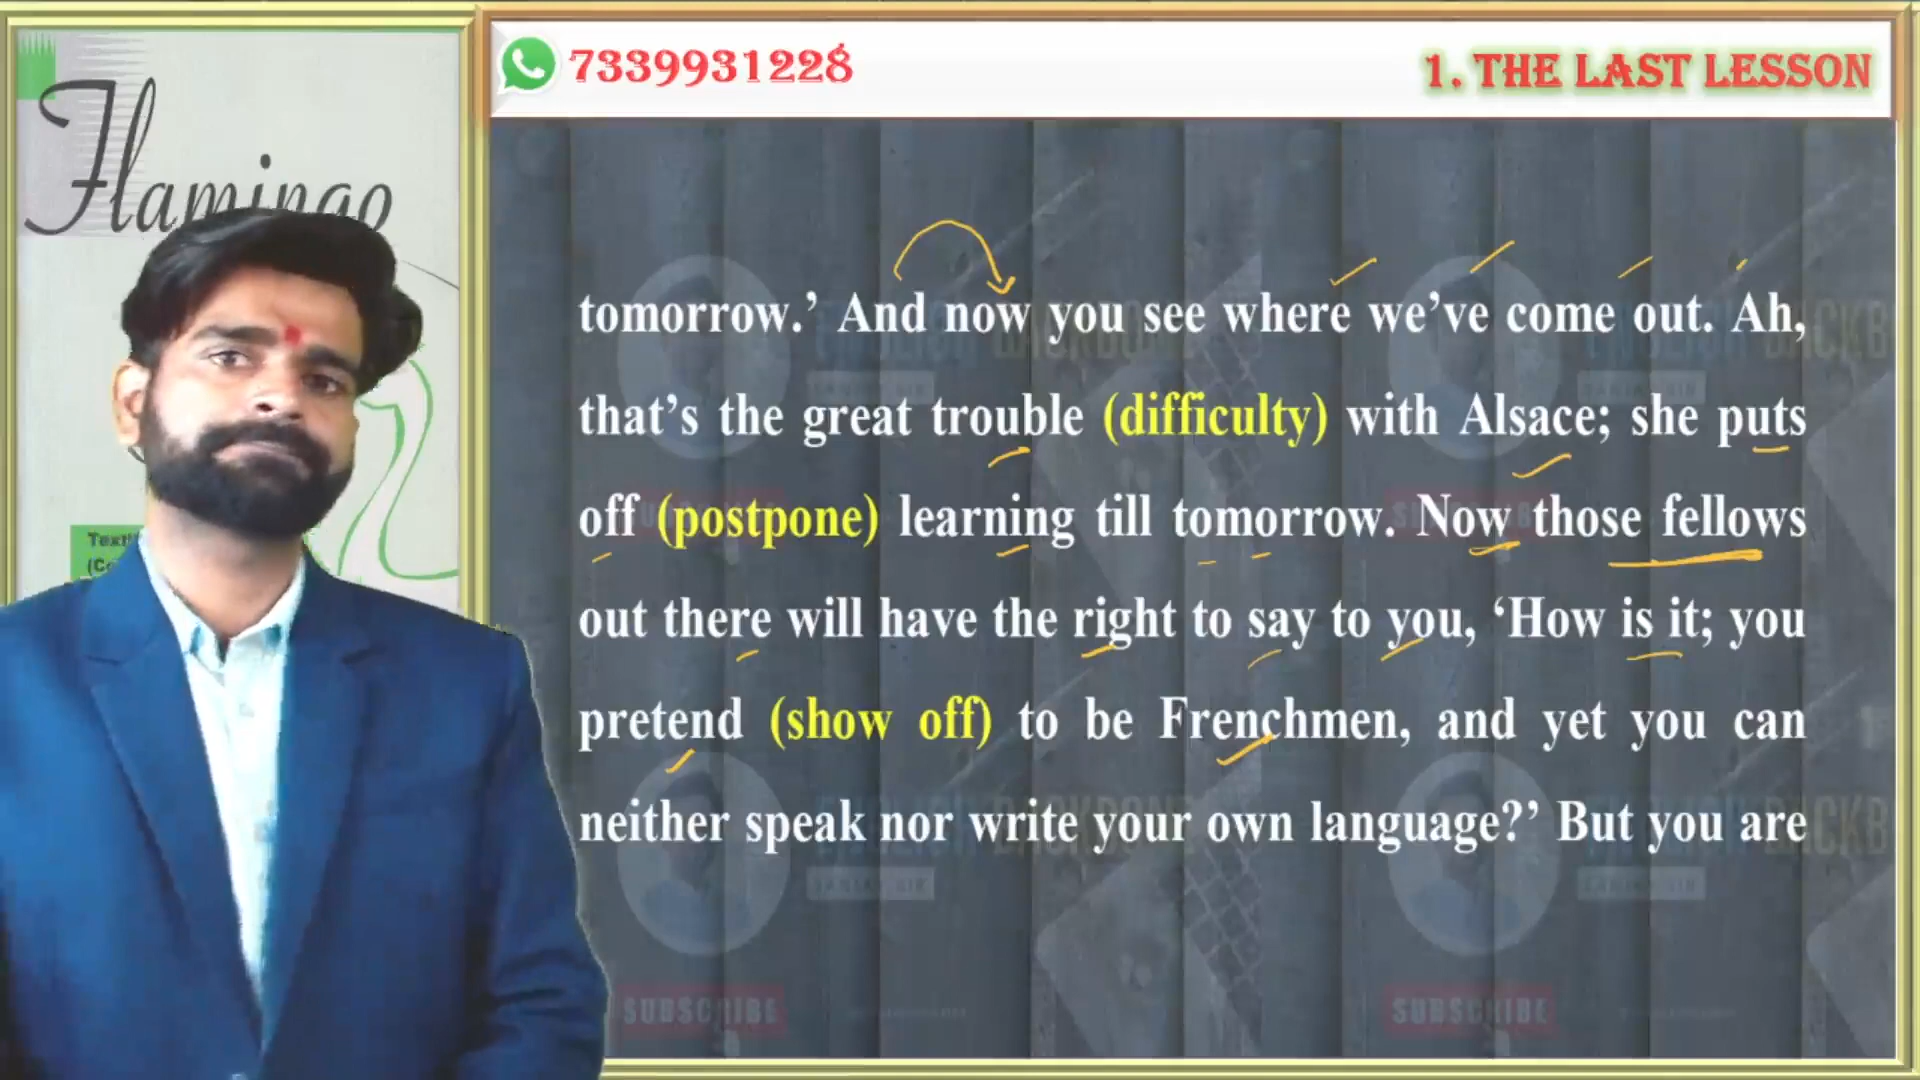 Flamingo
7339931228
1. THE LAST LESSON
tomorrow.’ And now you see where we’ve come out. Ah,
that’s the great trouble (difficulty) with Alsace; she puts
off (postpone) learning till tomorrow. Now those fellows
out there will have the right to say to you, ‘How is it; you
pretend (show off) to be Frenchmen, and yet you can
neither speak nor write your own language?’ But you are
SUBSCRIBE
SUBSCRIBE